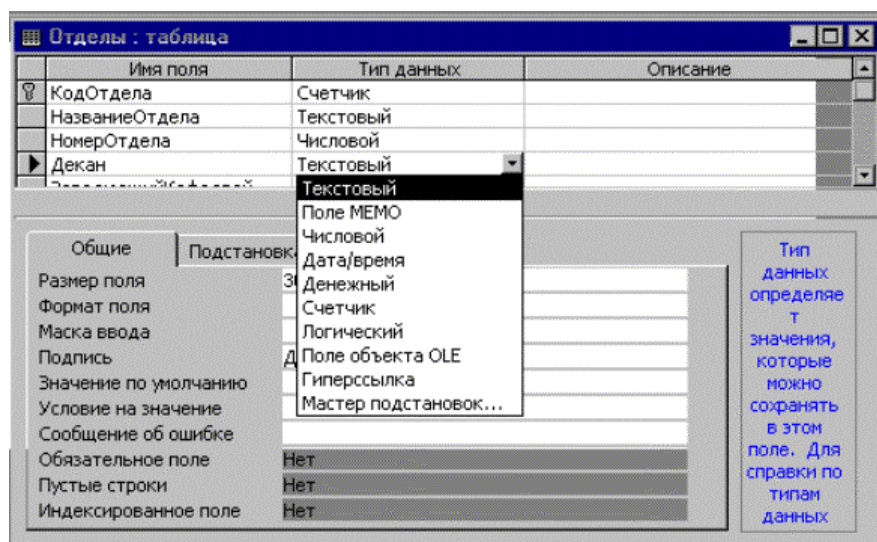 Отделы : таблица
Имя поля Тип данных Описание
КодОтдела Счетчик
НазваниеОтдела Текстовый
НомерОтдела Числовой
Декан Текстовый
Текстовый
Поле MEMO
Числовой
Дата/время
Денежный
Счетчик
Логический
Поле объекта OLE
Гиперссылка
Мастер подстановок...
Общие Подстановк
Размер поля
Формат поля
Маска ввода
Подпись Д
Значение по умолчанию
Условие на значение
Сообщение об ошибке
Обязательное поле Нет
Пустые строки Нет
Индексированное поле Нет
Тип
данных
определяе
т
значения,
которые
можно
сохранять
в этом
поле. Для
справки по
типам
данных